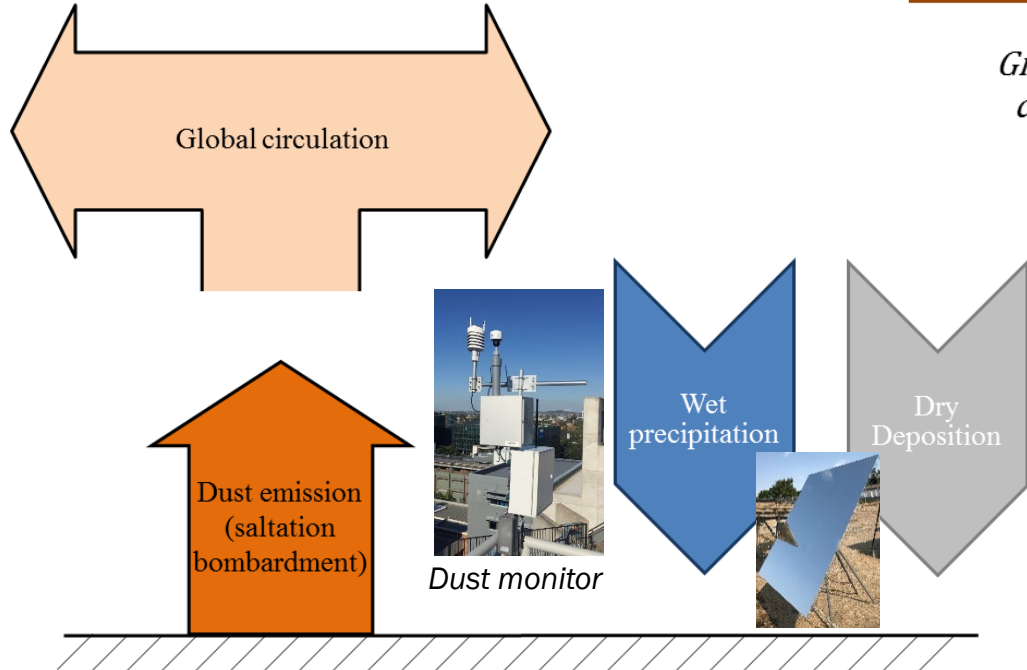 Global circulation
Dust emission
(saltation
bombardment)
Dust monitor
Wet
precipitation
Dry
Deposition